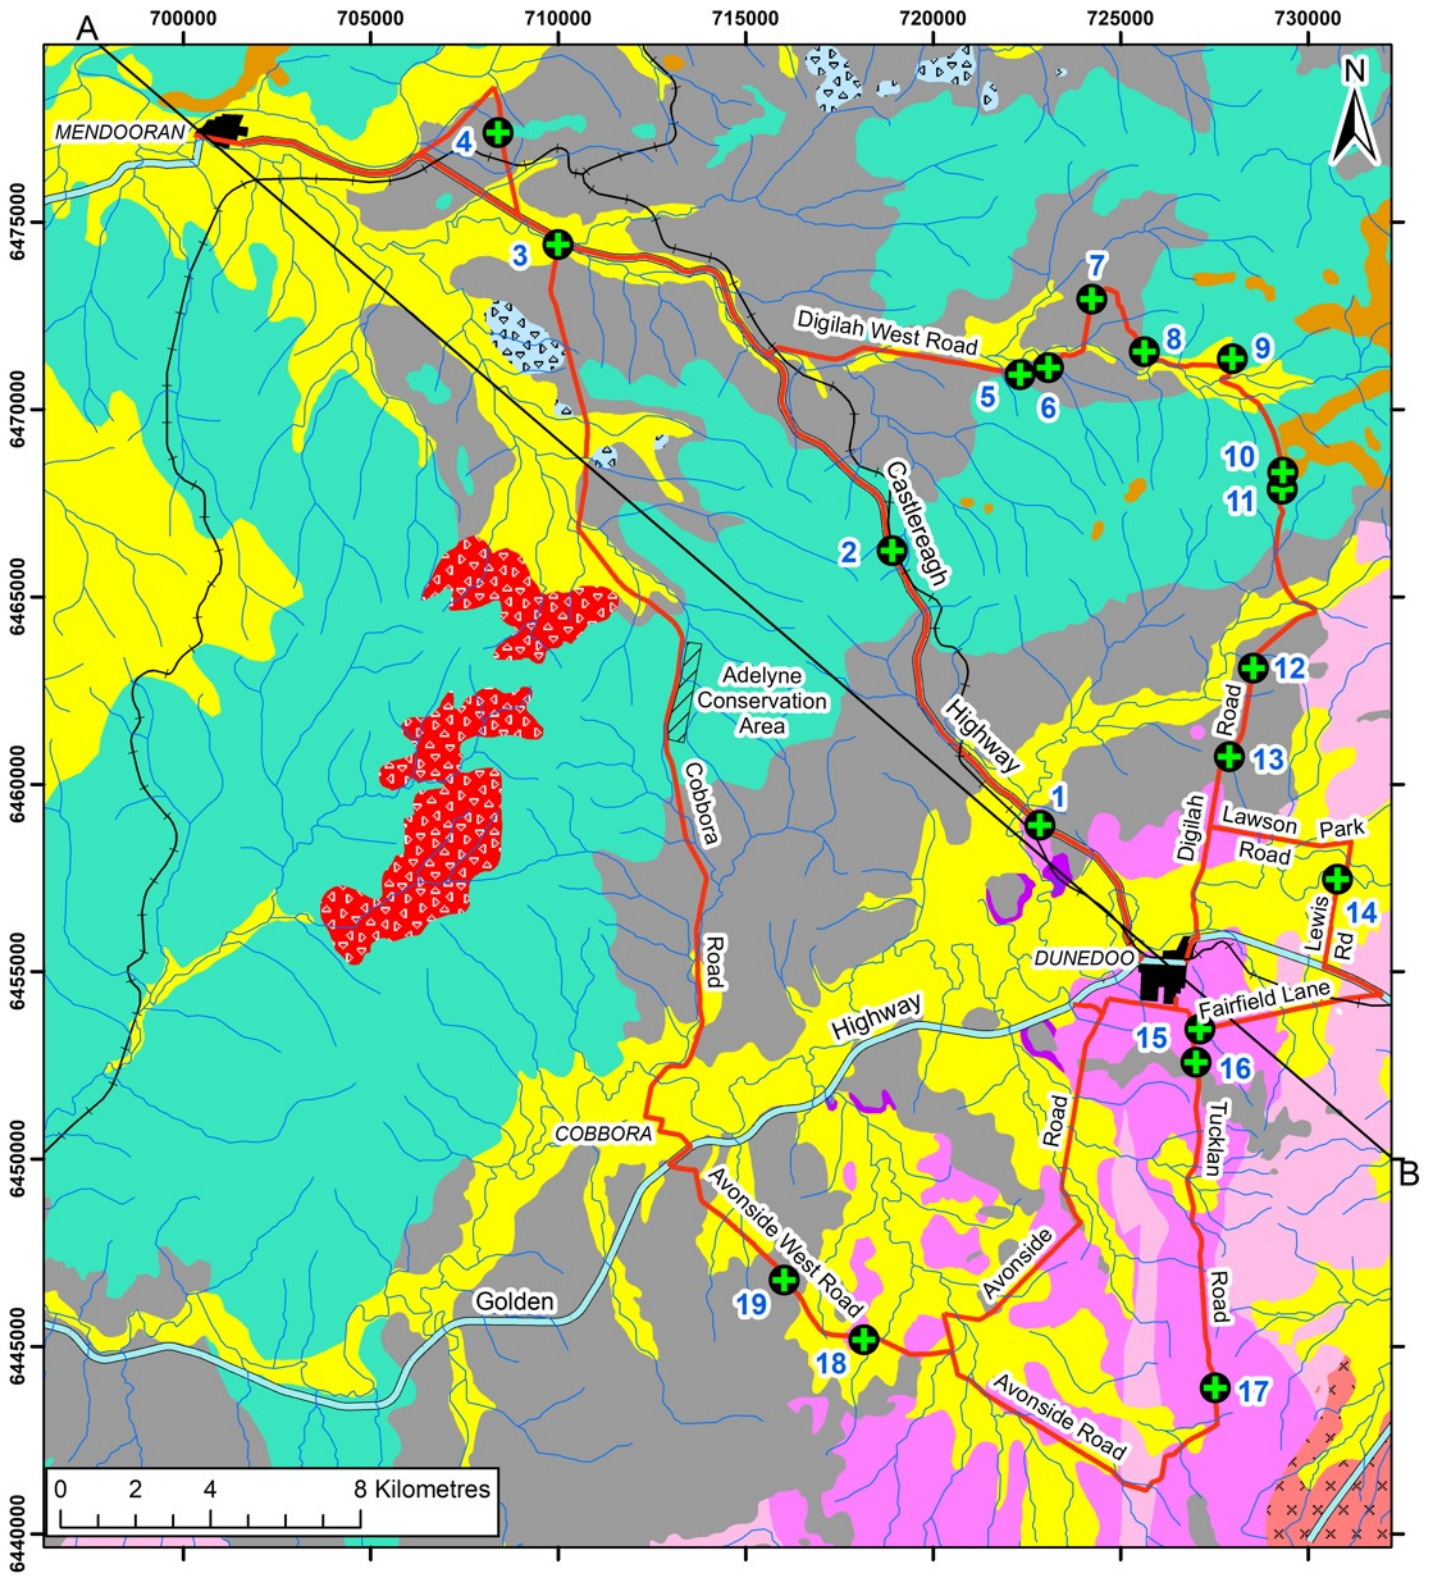 700000
705000
710000
715000
720000
725000
730000
A
N
MENDOORAN
4
6475000
3
7
Digilah West Road
8
9
5
6
6470000
10
11
Castlereagh
2
6465000
Adelyne
Conservation
Area
12
Road
13
Highway
6460000
1
Cobbora
Digilah
Lawson
Park
Road
14
Lewis
Rd
Road
6455000
DUNEDOO
Highway
Fairfield Lane
15
16
Road
Tucklan
COBBORA
6450000
B
Avonside West Road
Avonside
19
Golden
Road
18
6445000
17
Avonside Road
0
2
4
8 Kilometres
6440000